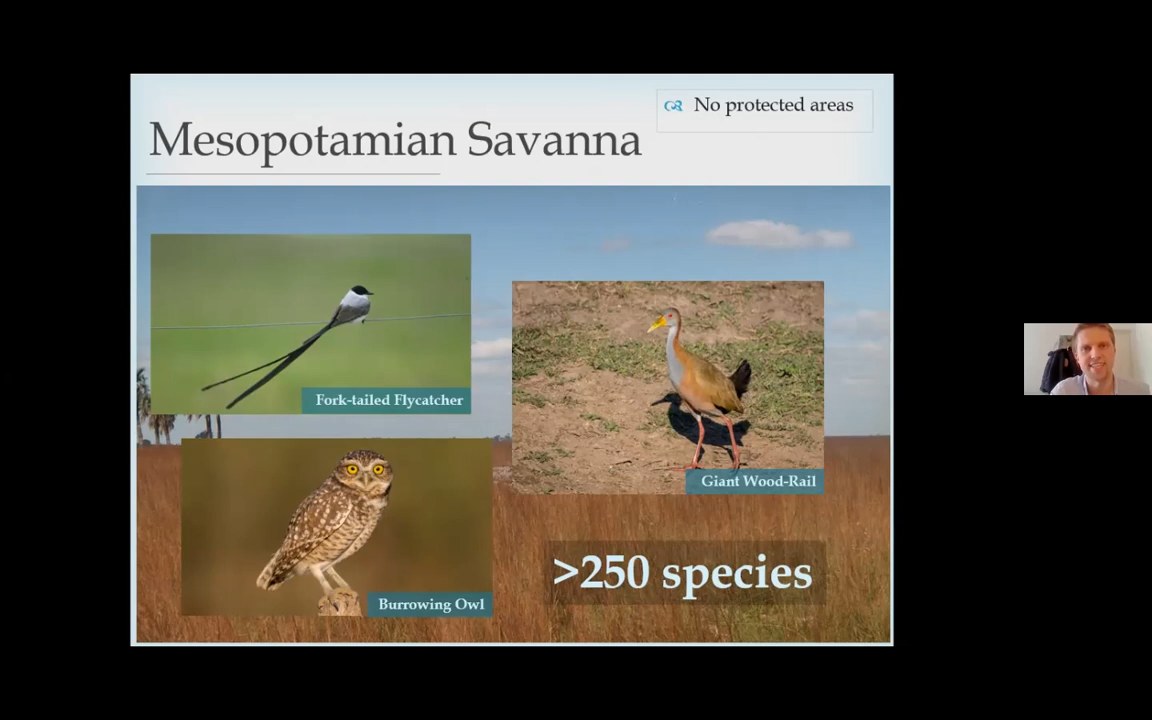 No protected areas
Mesopotamian Savanna
Fork-tailed Flycatcher
Giant Wood-Rail
>250 species
Burrowing Owl